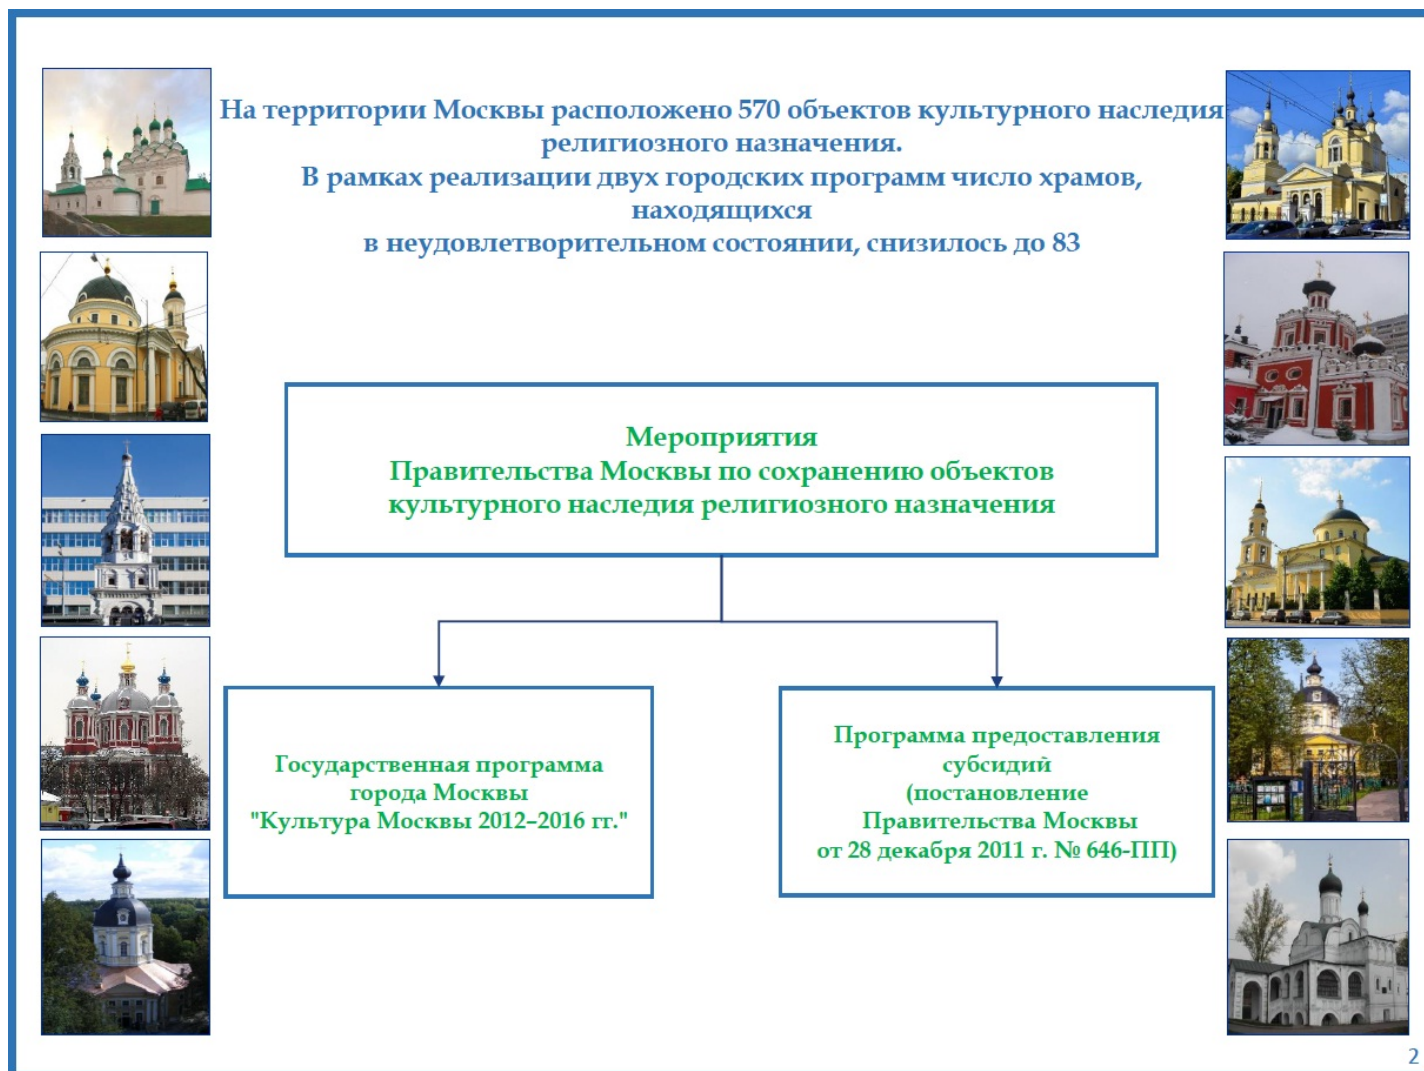 На территории Москвы расположено 570 объектов культурного наследия
религиозного назначения.
В рамках реализации двух городских программ число храмов,
находящихся
в неудовлетворительном состоянии, снизилось до 83
Мероприятия
Правительства Москвы по сохранению объектов
культурного наследия религиозного назначения
Государственная программа
города Москвы
"Культура Москвы 2012–2016 гг."
Программа предоставления
субсидий
(постановление
Правительства Москвы
от 28 декабря 2011 г. № 646-ПП)
2